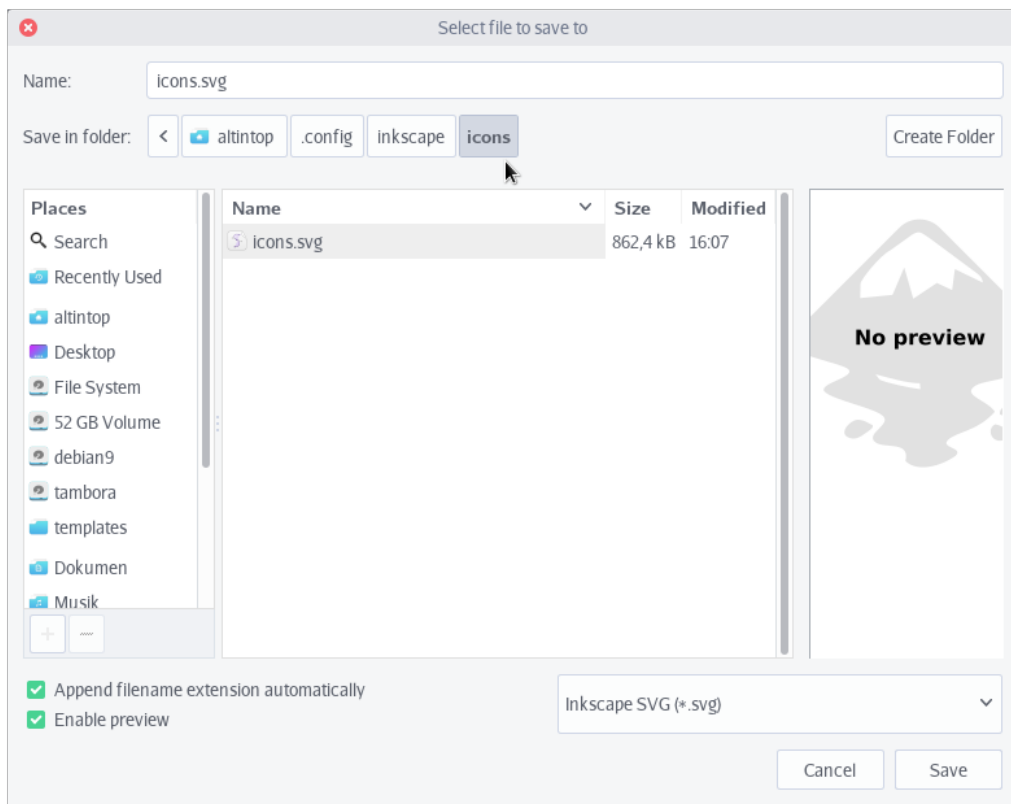 Select file to save to
Name: icons.svg
Save in folder: < altintop .config inkscape icons Create Folder
Places
Search
Recently Used
altintop
Desktop
File System
52 GB Volume
debian9
tambora
templates
Dokumen
Musik
Name Size Modified
icons.svg 862,4 kB 16:07
No preview
Append filename extension automatically
Enable preview
Inkscape SVG (*.svg)
Cancel Save